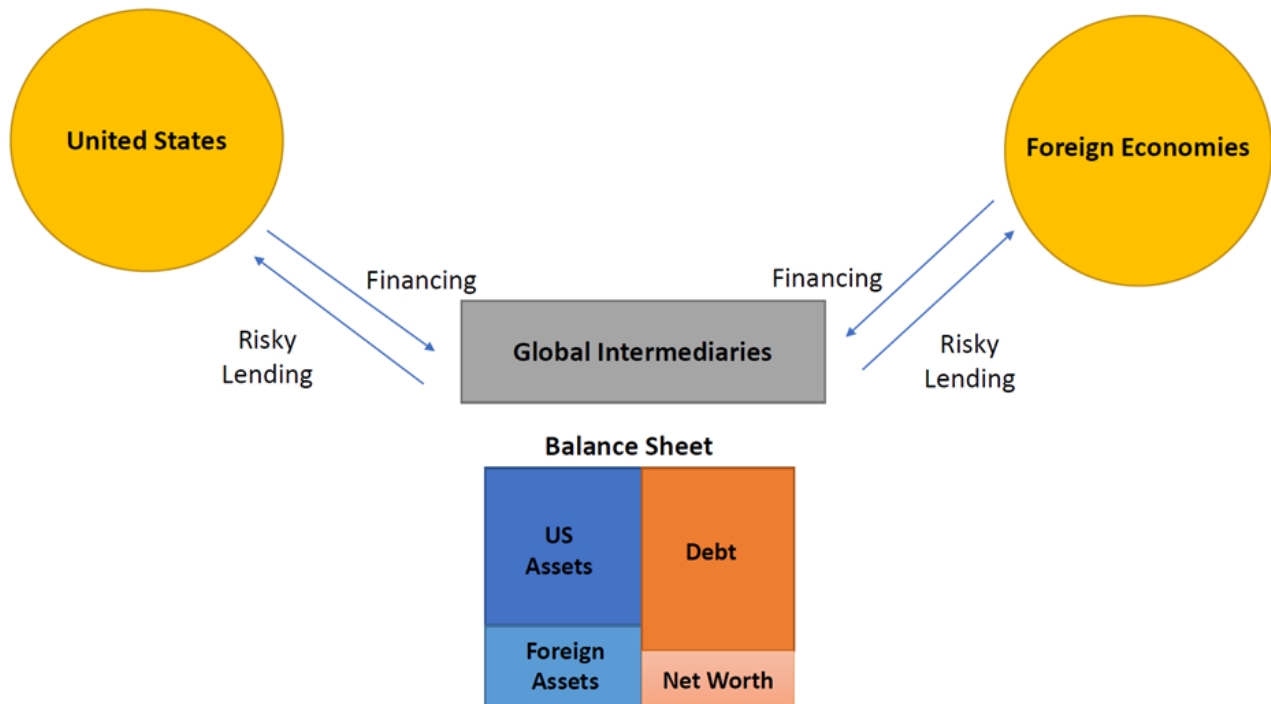 United States
Foreign Economies
Financing
Financing
Risky
Lending
Global Intermediaries
Risky
Lending
Balance Sheet
US
Assets
Debt
Foreign
Assets
Net Worth